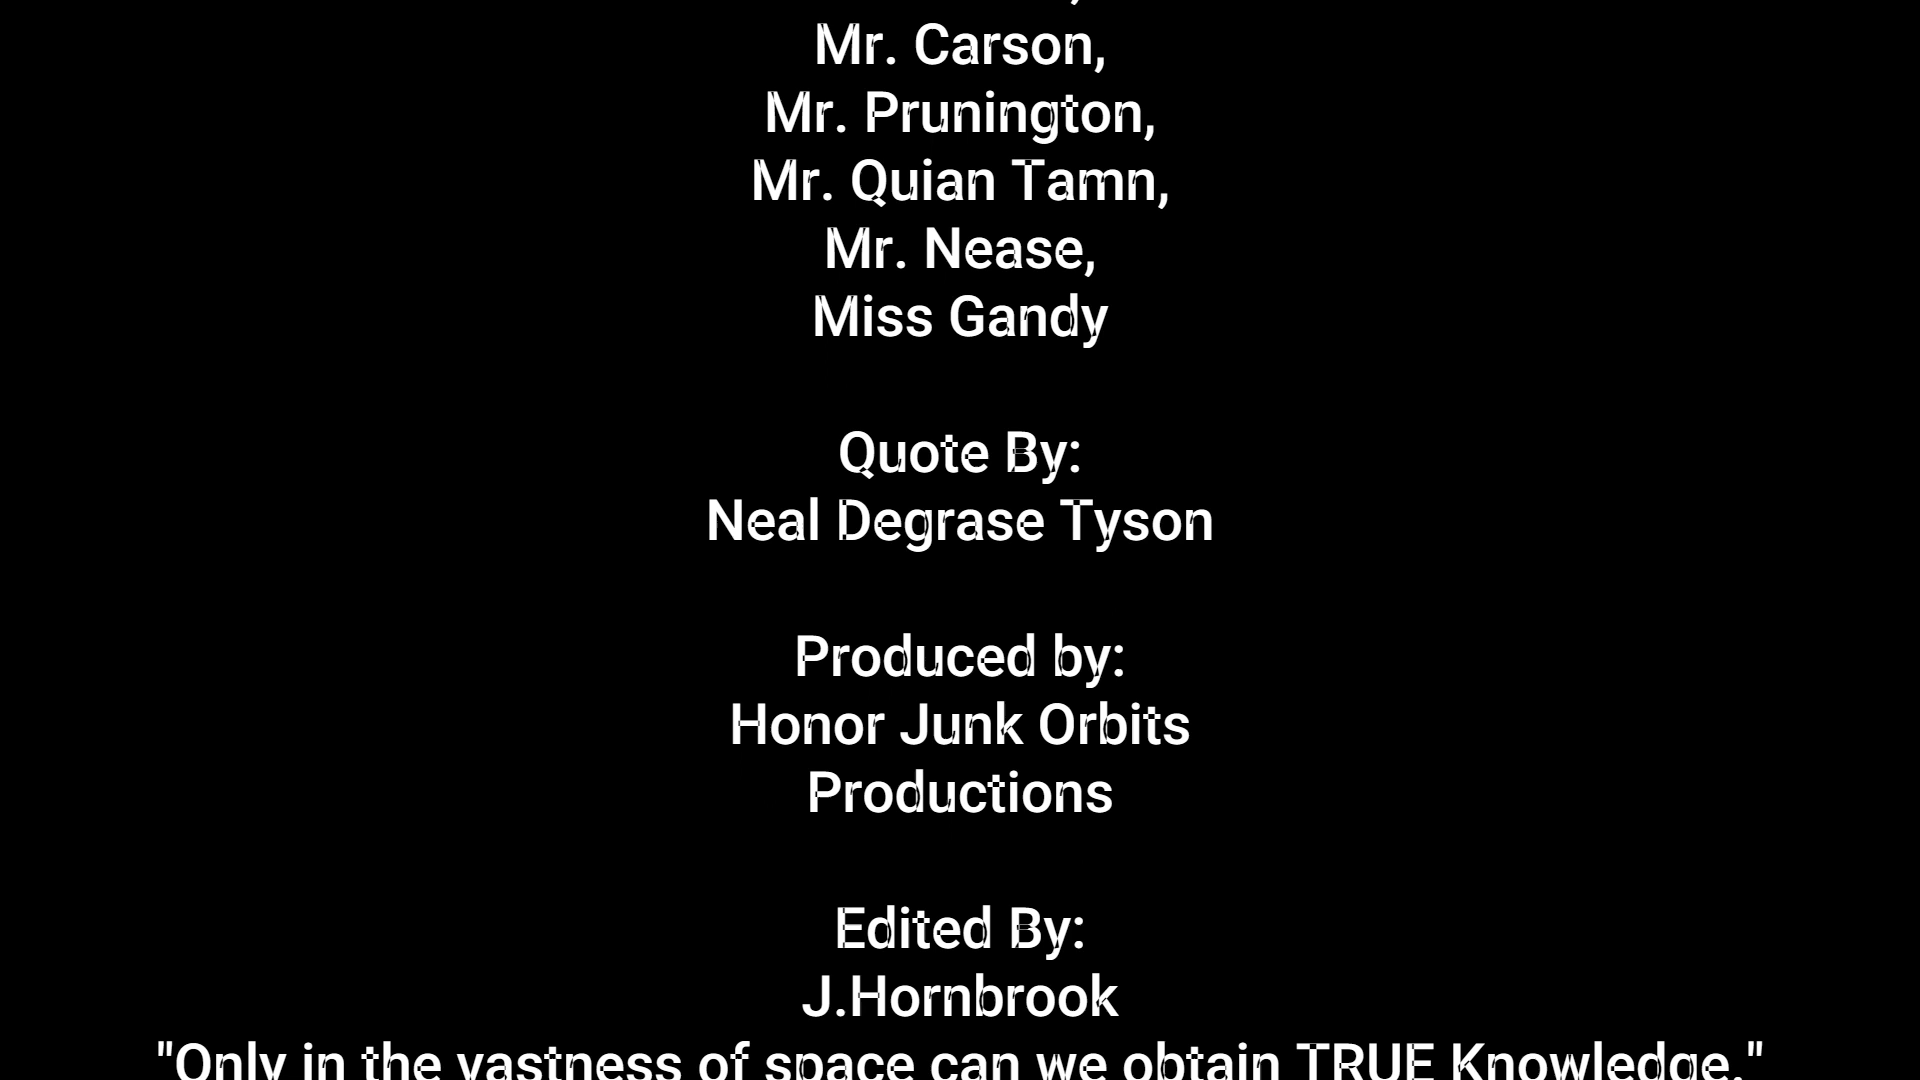 Mr. Carson,
Mr. Prunington,
Mr. Quian Tamn,
Mr. Nease,
Miss Gandy
Quote By:
Neal Degrase Tyson
Produced by:
Honor Junk Orbits
Productions
Edited By:
J.Hornbrook
"Only in the vastness of space can we obtain TRUE Knowledge."